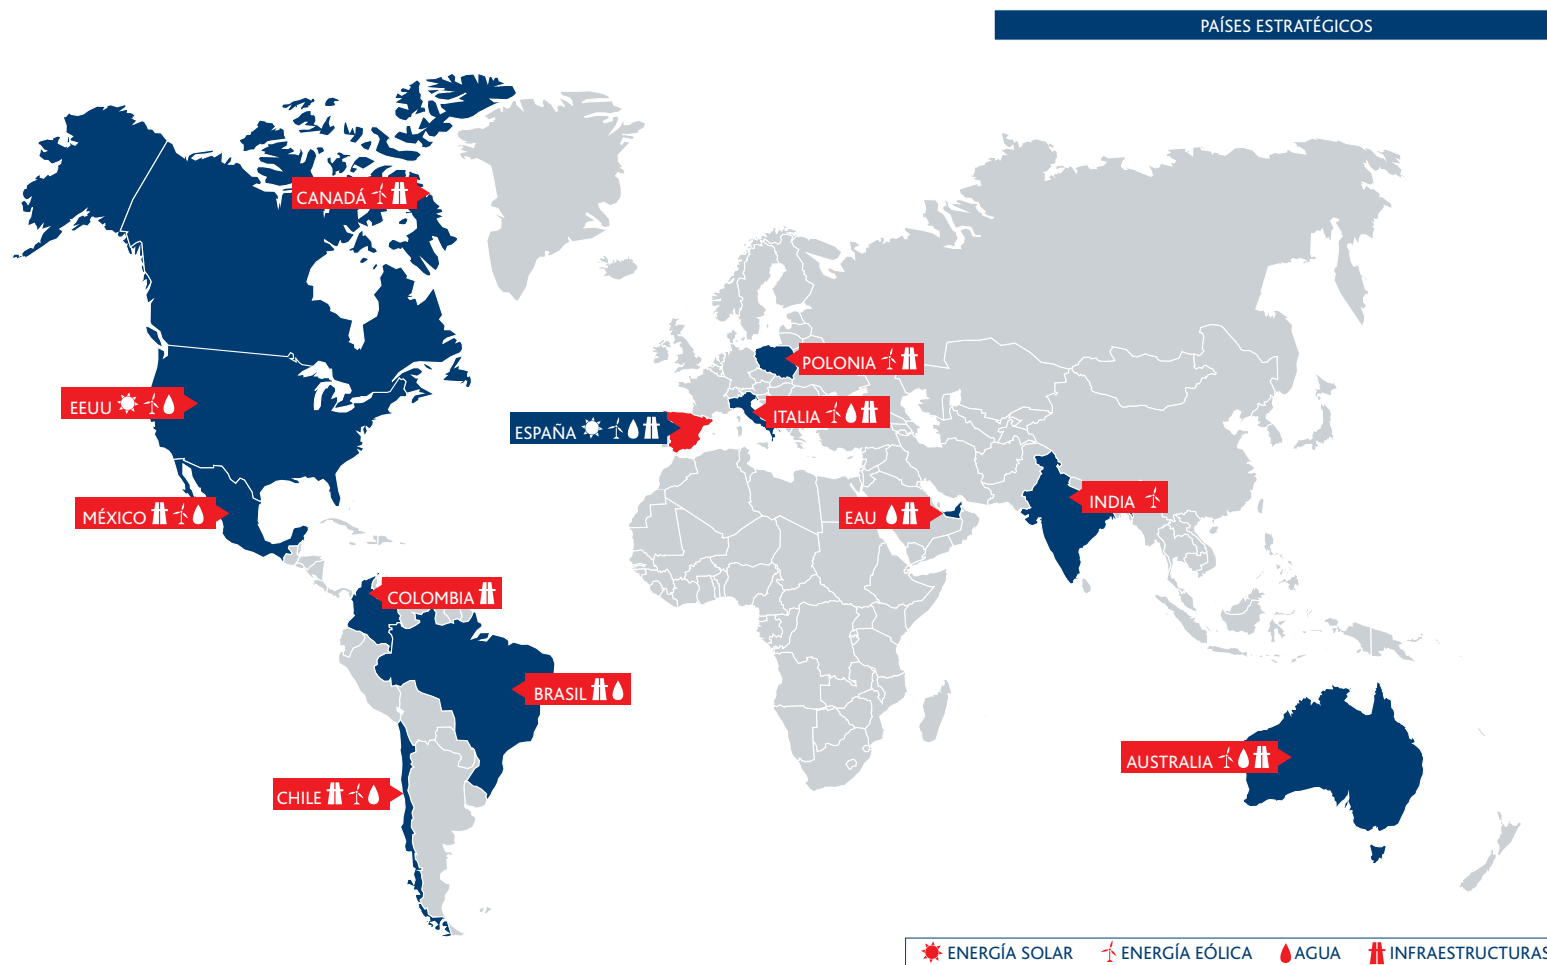 PAÍSES ESTRATÉGICOS
CANADÁ
POLONIA
EEUU
ITALIA
ESPAÑA
INDIA
MÉXICO
EAU
COLOMBIA
BRASIL
AUSTRALIA
CHILE
ENERGÍA SOLAR
ENERGÍA EÓLICA
AGUA
INFRAESTRUCTURAS